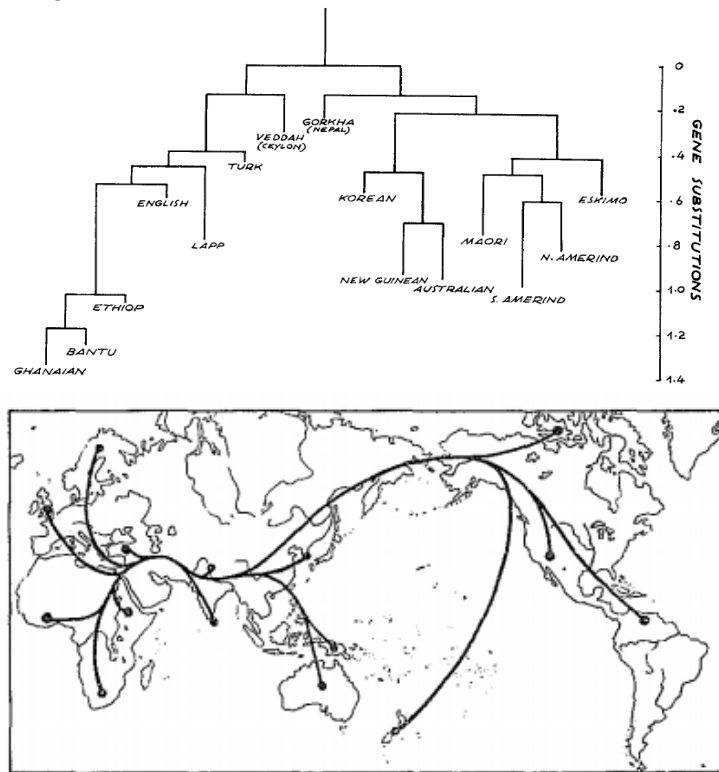 0
.2
.4
.6
.8
1.0
1.2
1.4
GENE SUBSTITUTIONS
VEDDAH
(CEYLON)
GORKHA
(NEPAL)
TURK
ENGLISH
LAPP
KOREAN
ESKIMO
MAORI
N. AMERIND
NEW GUINEAN
AUSTRALIAN
S. AMERIND
ETHIOP
BANTU
GHANAIAN